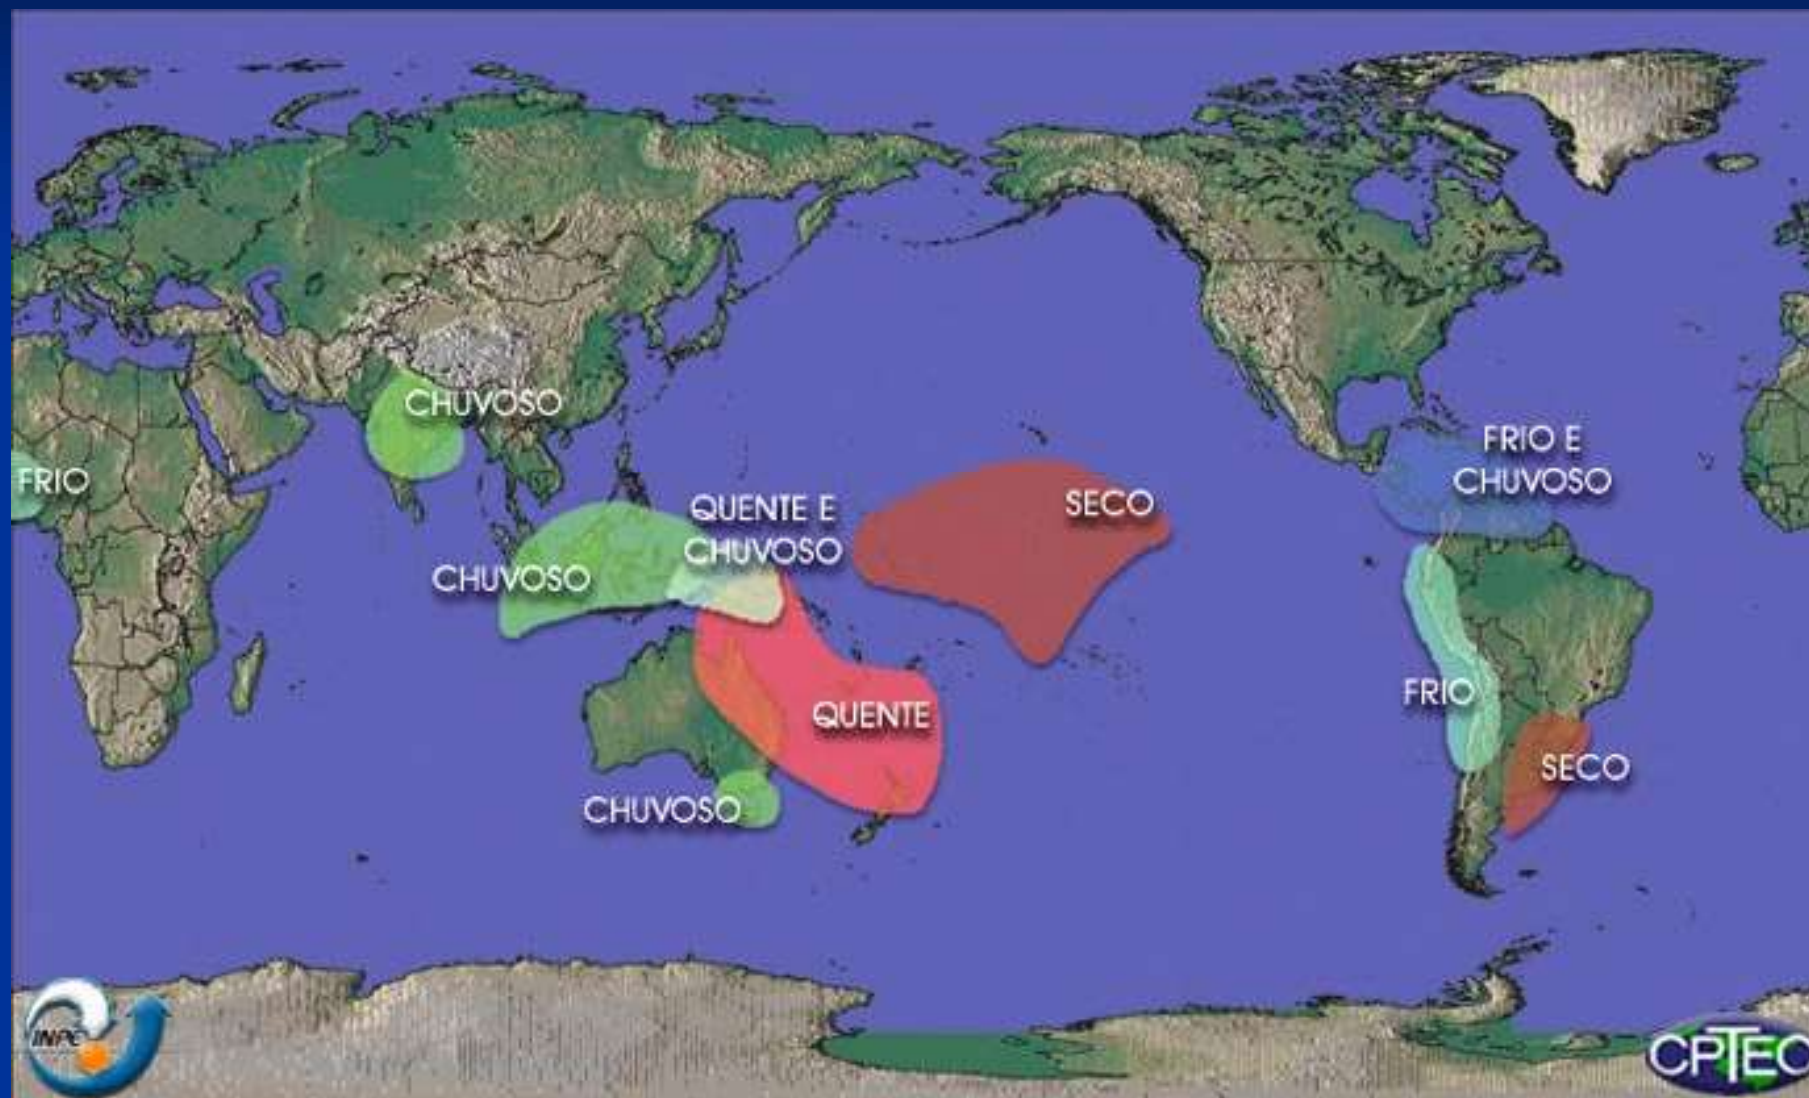 CHUVOSO
FRIO E
CHUVOSO
FRIO
QUENTE E
CHUVOSO
SECO
CHUVOSO
FRIO
QUENTE
SECO
CHUVOSO
INPE
CPTEC